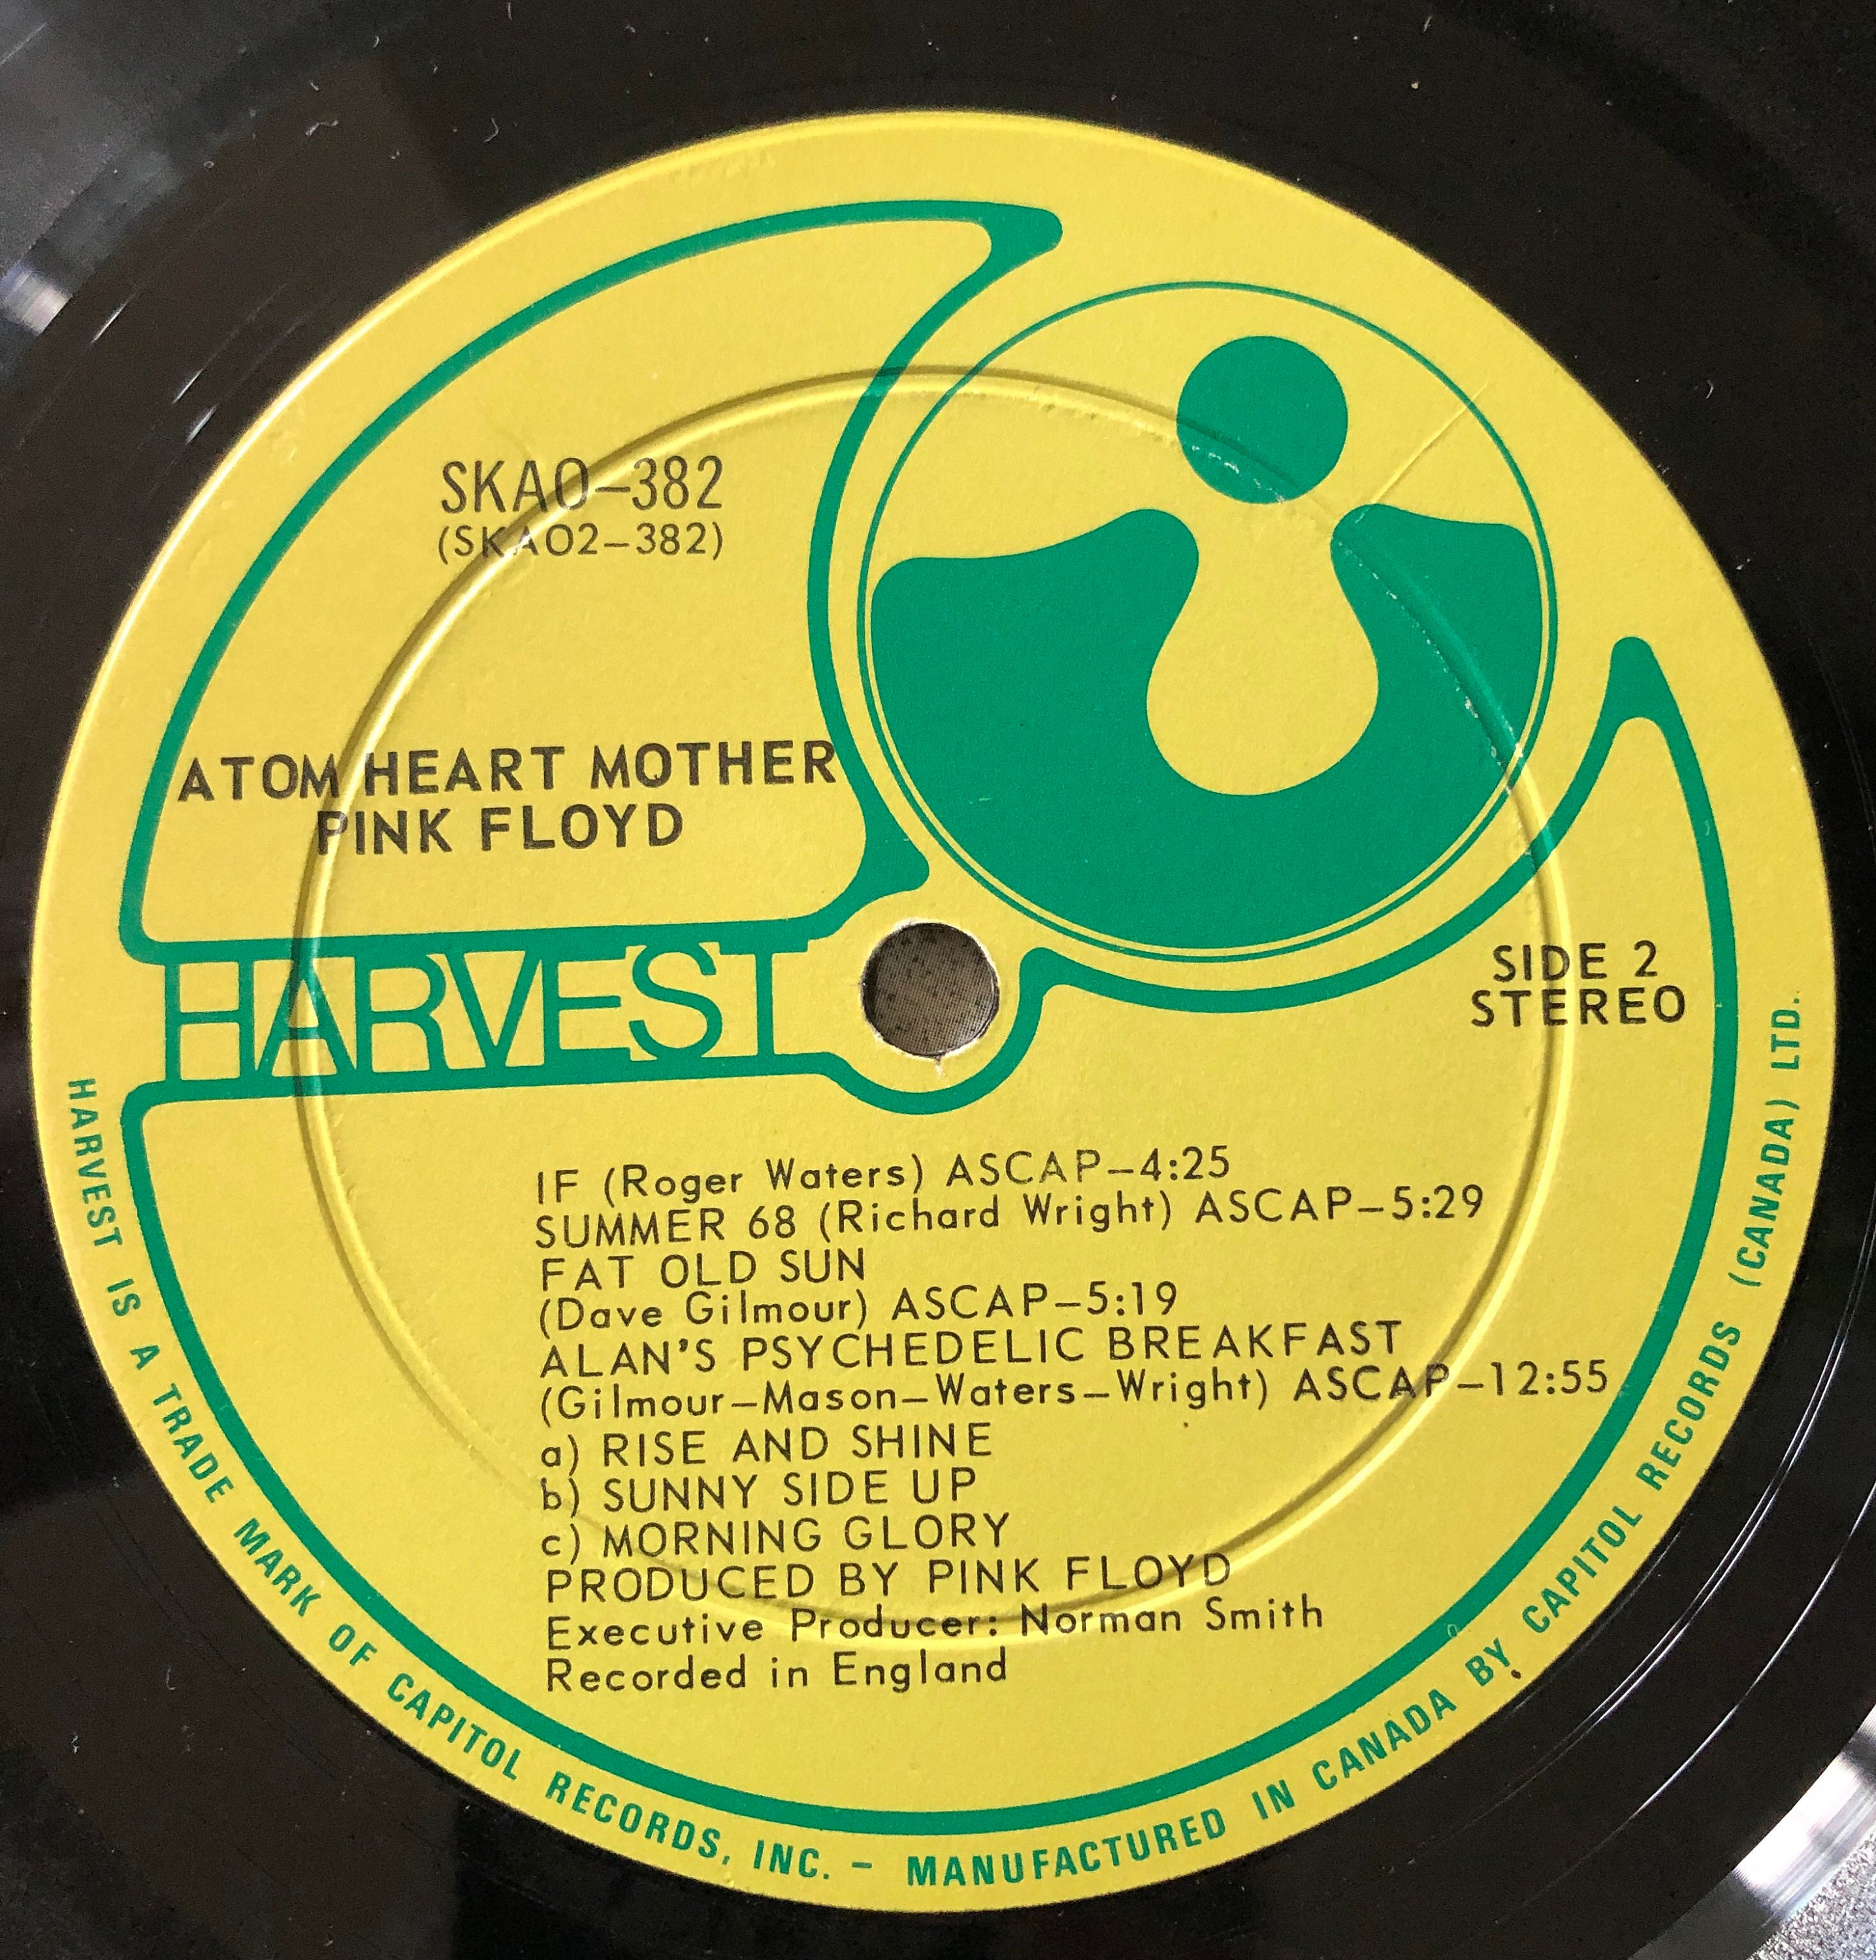 SKAO-382
(SKAO2-382)
ATOM HEART MOTHER
PINK FLOYD
HARVEST
SIDE 2
STEREO
IF (Roger Waters) ASCAP-4:25
SUMMER 68 (Richard Wright) ASCAP-5:29
FAT OLD SUN
(Dave Gilmour) ASCAP-5:19
ALAN'S PSYCHEDELIC BREAKFAST
(Gilmour-Mason-Waters-Wright) ASCAP-12:55
a) RISE AND SHINE
b) SUNNY SIDE UP
c) MORNING GLORY
PRODUCED BY PINK FLOYD
Executive Producer: Norman Smith
Recorded in England
HARVEST IS A TRADE MARK OF CAPITOL RECORDS, INC. - MANUFACTURED IN CANADA BY CAPITOL RECORDS (CANADA) LTD.